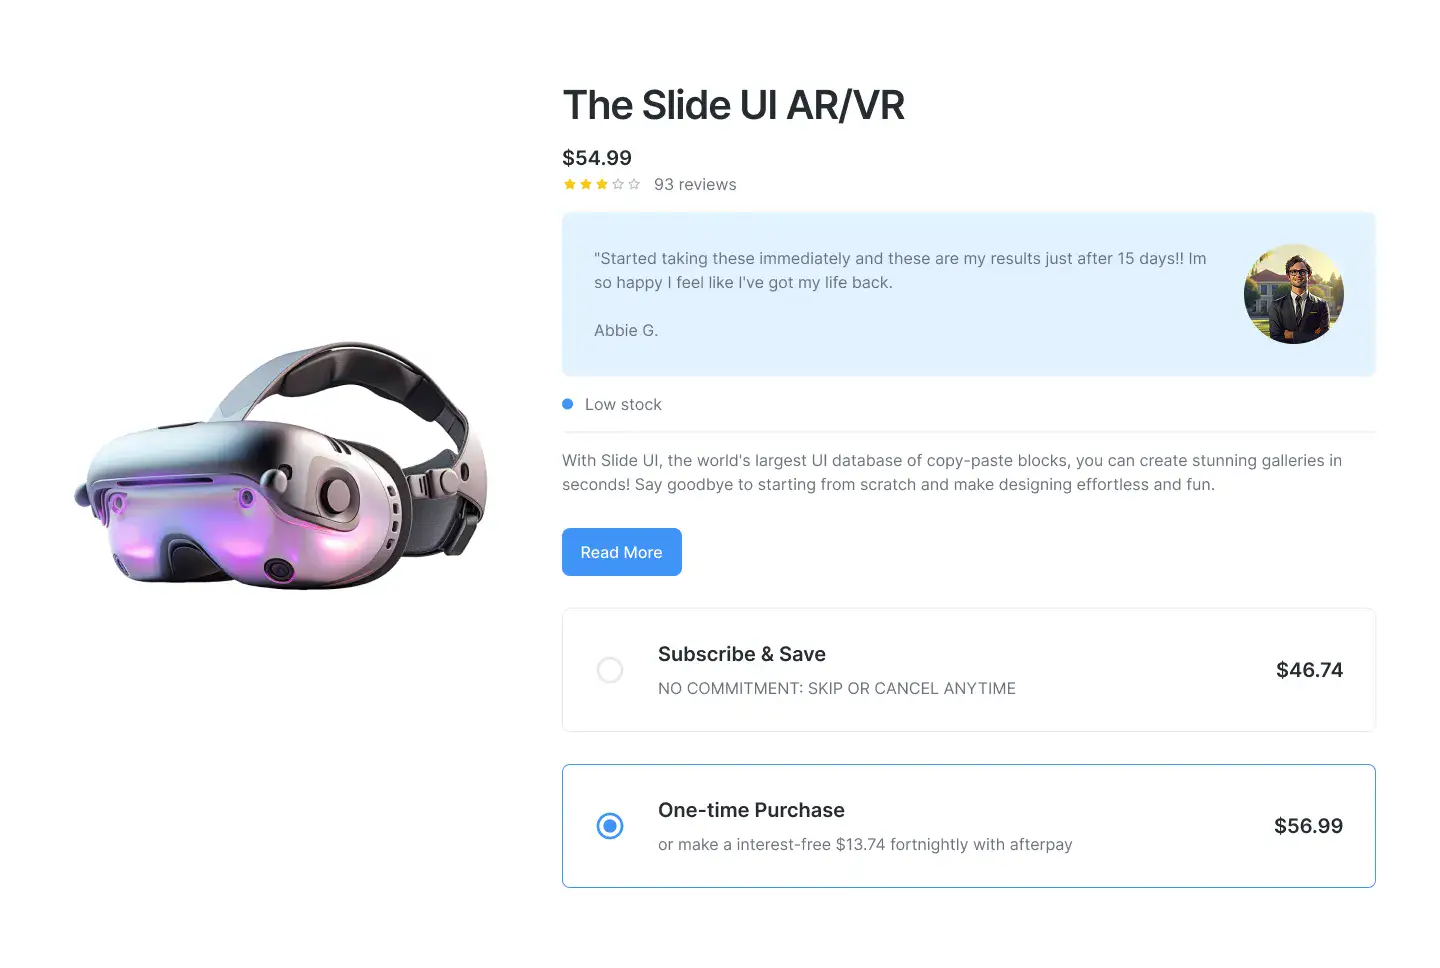 The Slide UI AR/VR
$54.99
93 reviews
"Started taking these immediately and these are my results just after 15 days!! Im
so happy I feel like I've got my life back.
Abbie G.
Low stock
With Slide UI, the world's largest UI database of copy-paste blocks, you can create stunning galleries in
seconds! Say goodbye to starting from scratch and make designing effortless and fun.
Read More
Subscribe & Save
$46.74
NO COMMITMENT: SKIP OR CANCEL ANYTIME
One-time Purchase
$56.99
or make a interest-free $13.74 fortnightly with afterpay